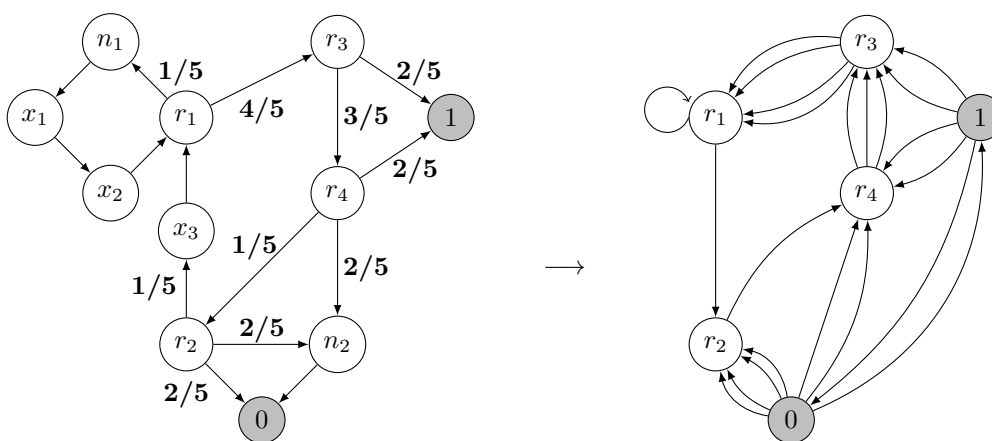 n₁
r₃
r₃
1/5
2/5
x₁
r₁
4/5
3/5
1
r₁
1
2/5
x₂
r₄
r₄
x₃
1/5
2/5
1/5
⟶
2/5
r₂
n₂
r₂
2/5
0
0